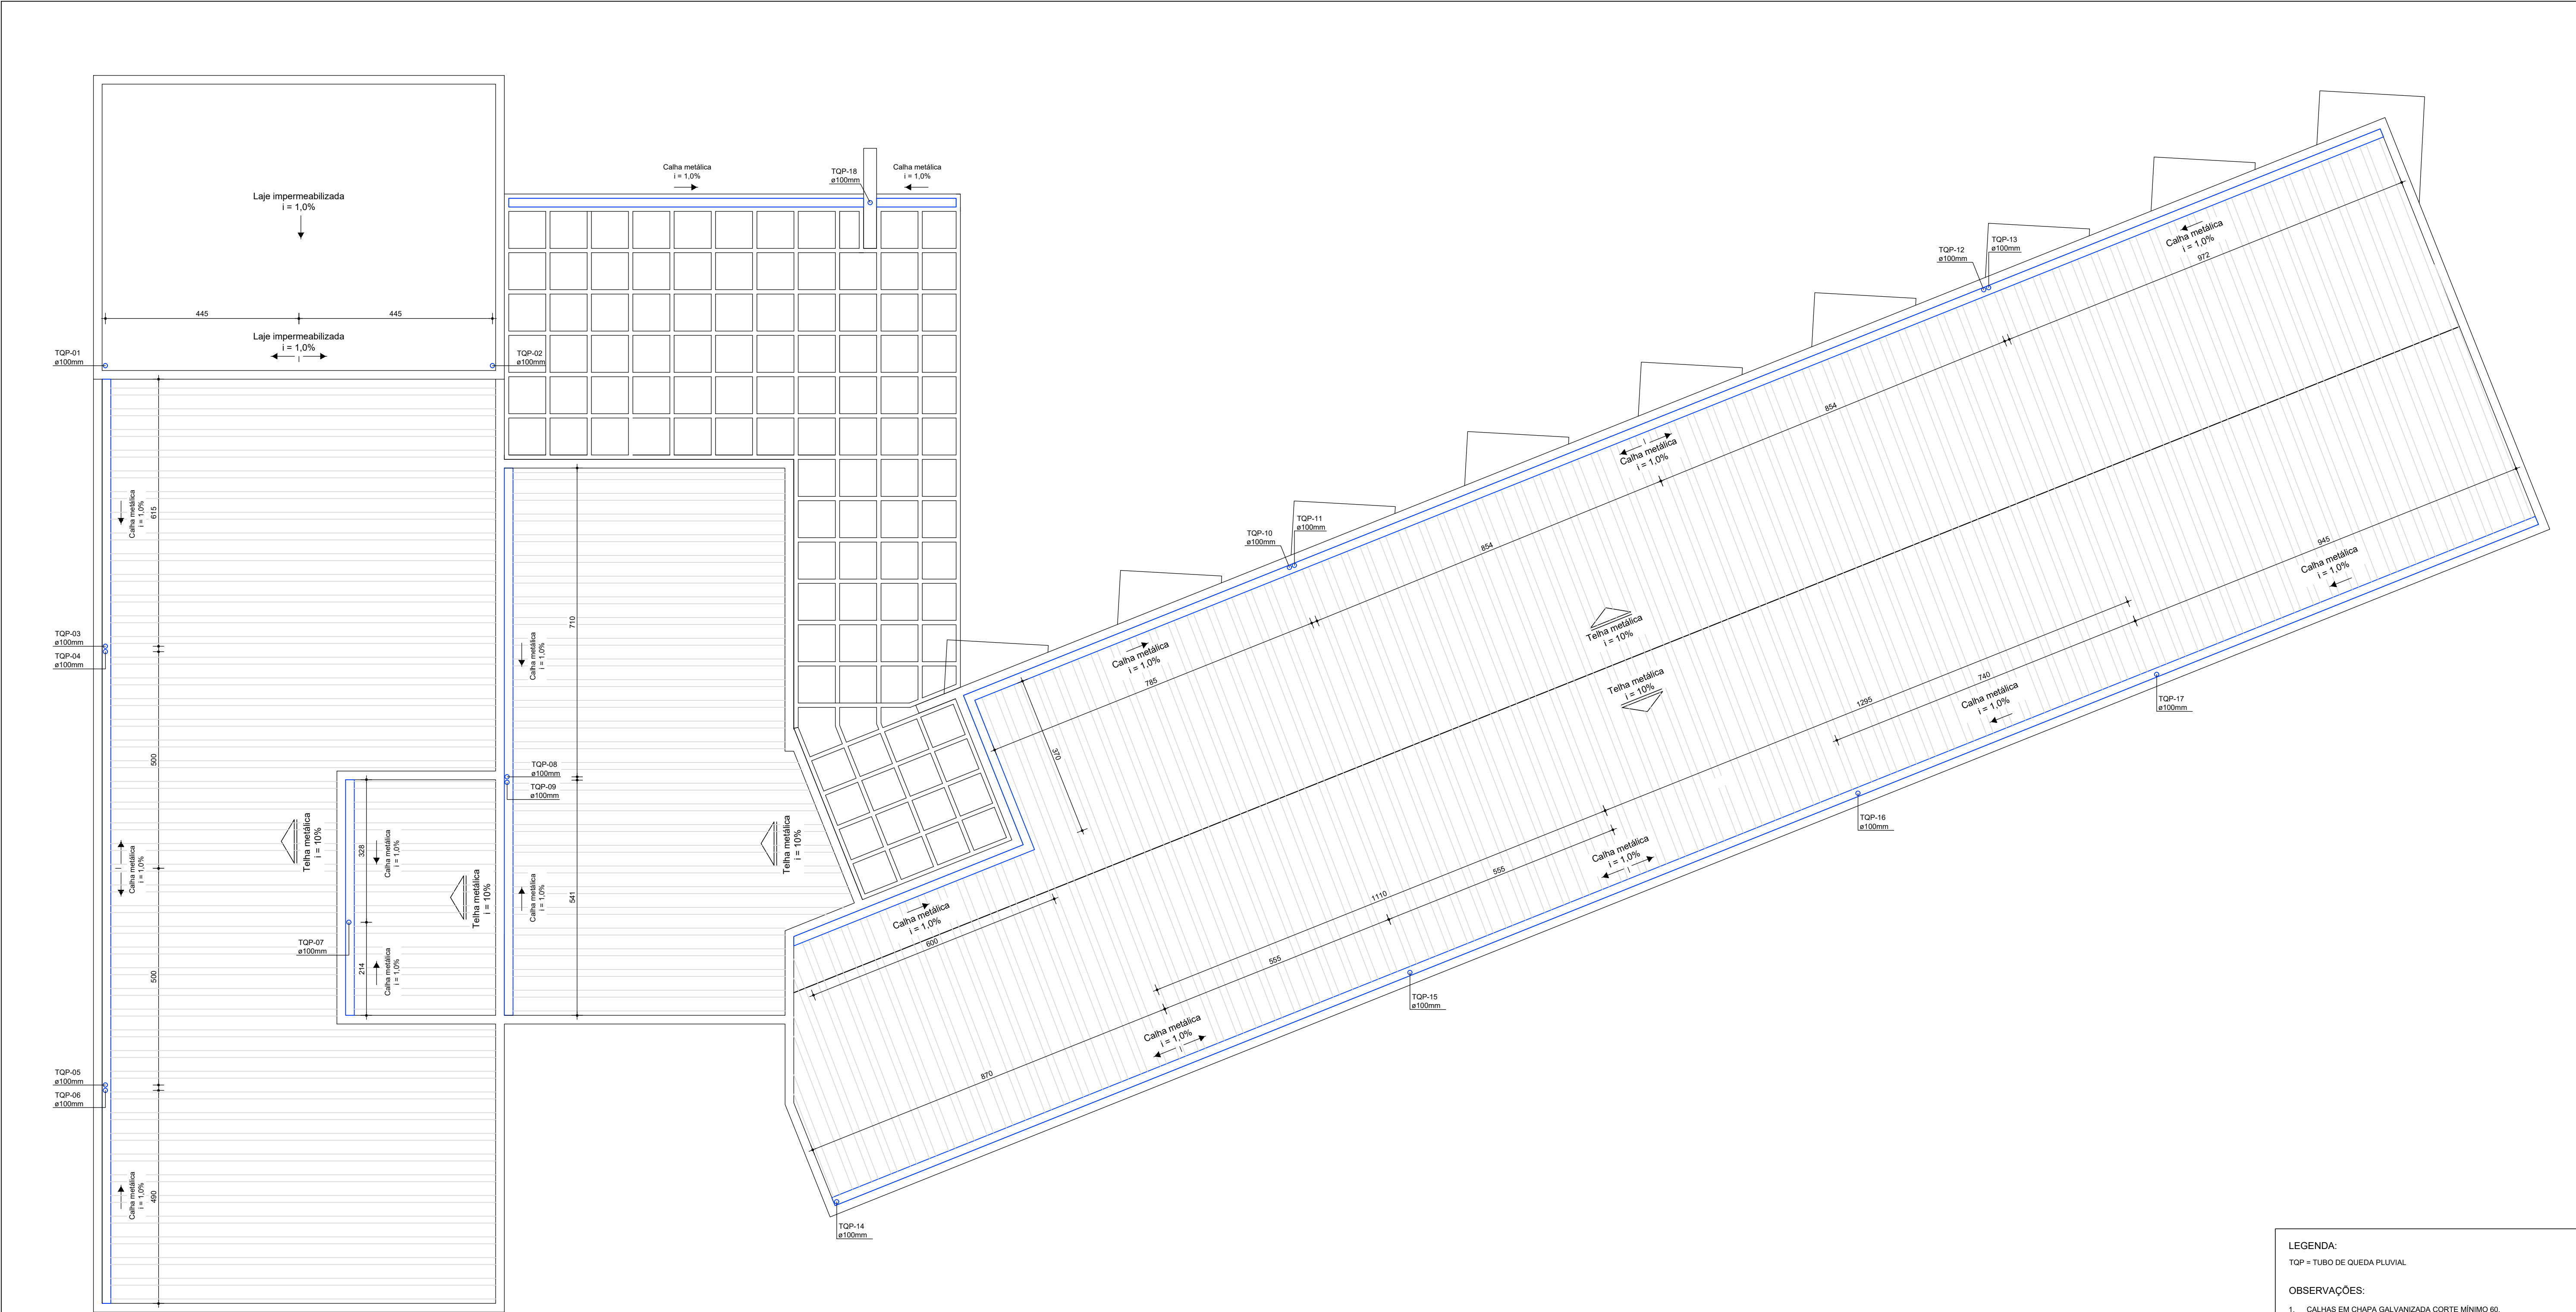 Laje impermeabilizada
i = 1,0%
445
445
Laje impermeabilizada
i = 1,0%
TQP-01
ø100mm
TQP-02
ø100mm
Calha metálica
i = 1,0%
TQP-18
ø100mm
Calha metálica
i = 1,0%
Calha metálica
i = 1,0%
615
TQP-03
ø100mm
TQP-04
ø100mm
500
Calha metálica
i = 1,0%
500
TQP-05
ø100mm
TQP-06
ø100mm
Calha metálica
i = 1,0%
490
Telha metálica
i = 10%
328
Calha metálica
i = 1,0%
TQP-07
ø100mm
214
Calha metálica
i = 1,0%
Telha metálica
i = 10%
710
Calha metálica
i = 1,0%
TQP-08
ø100mm
TQP-09
ø100mm
541
Calha metálica
i = 1,0%
Telha metálica
i = 10%
TQP-10
ø100mm
TQP-11
ø100mm
TQP-12
ø100mm
TQP-13
ø100mm
Calha metálica
i = 1,0%
972
854
Calha metálica
i = 1,0%
854
Calha metálica
i = 1,0%
785
370
Telha metálica
i = 10%
Telha metálica
i = 10%
945
Calha metálica
i = 1,0%
1295
740
Calha metálica
i = 1,0%
TQP-17
ø100mm
TQP-16
ø100mm
Calha metálica
i = 1,0%
1110
555
555
Calha metálica
i = 1,0%
600
TQP-15
ø100mm
Calha metálica
i = 1,0%
870
TQP-14
ø100mm
LEGENDA:
TQP = TUBO DE QUEDA PLUVIAL
OBSERVAÇÕES:
1. CALHAS EM CHAPA GALVANIZADA CORTE MÍNIMO 60.